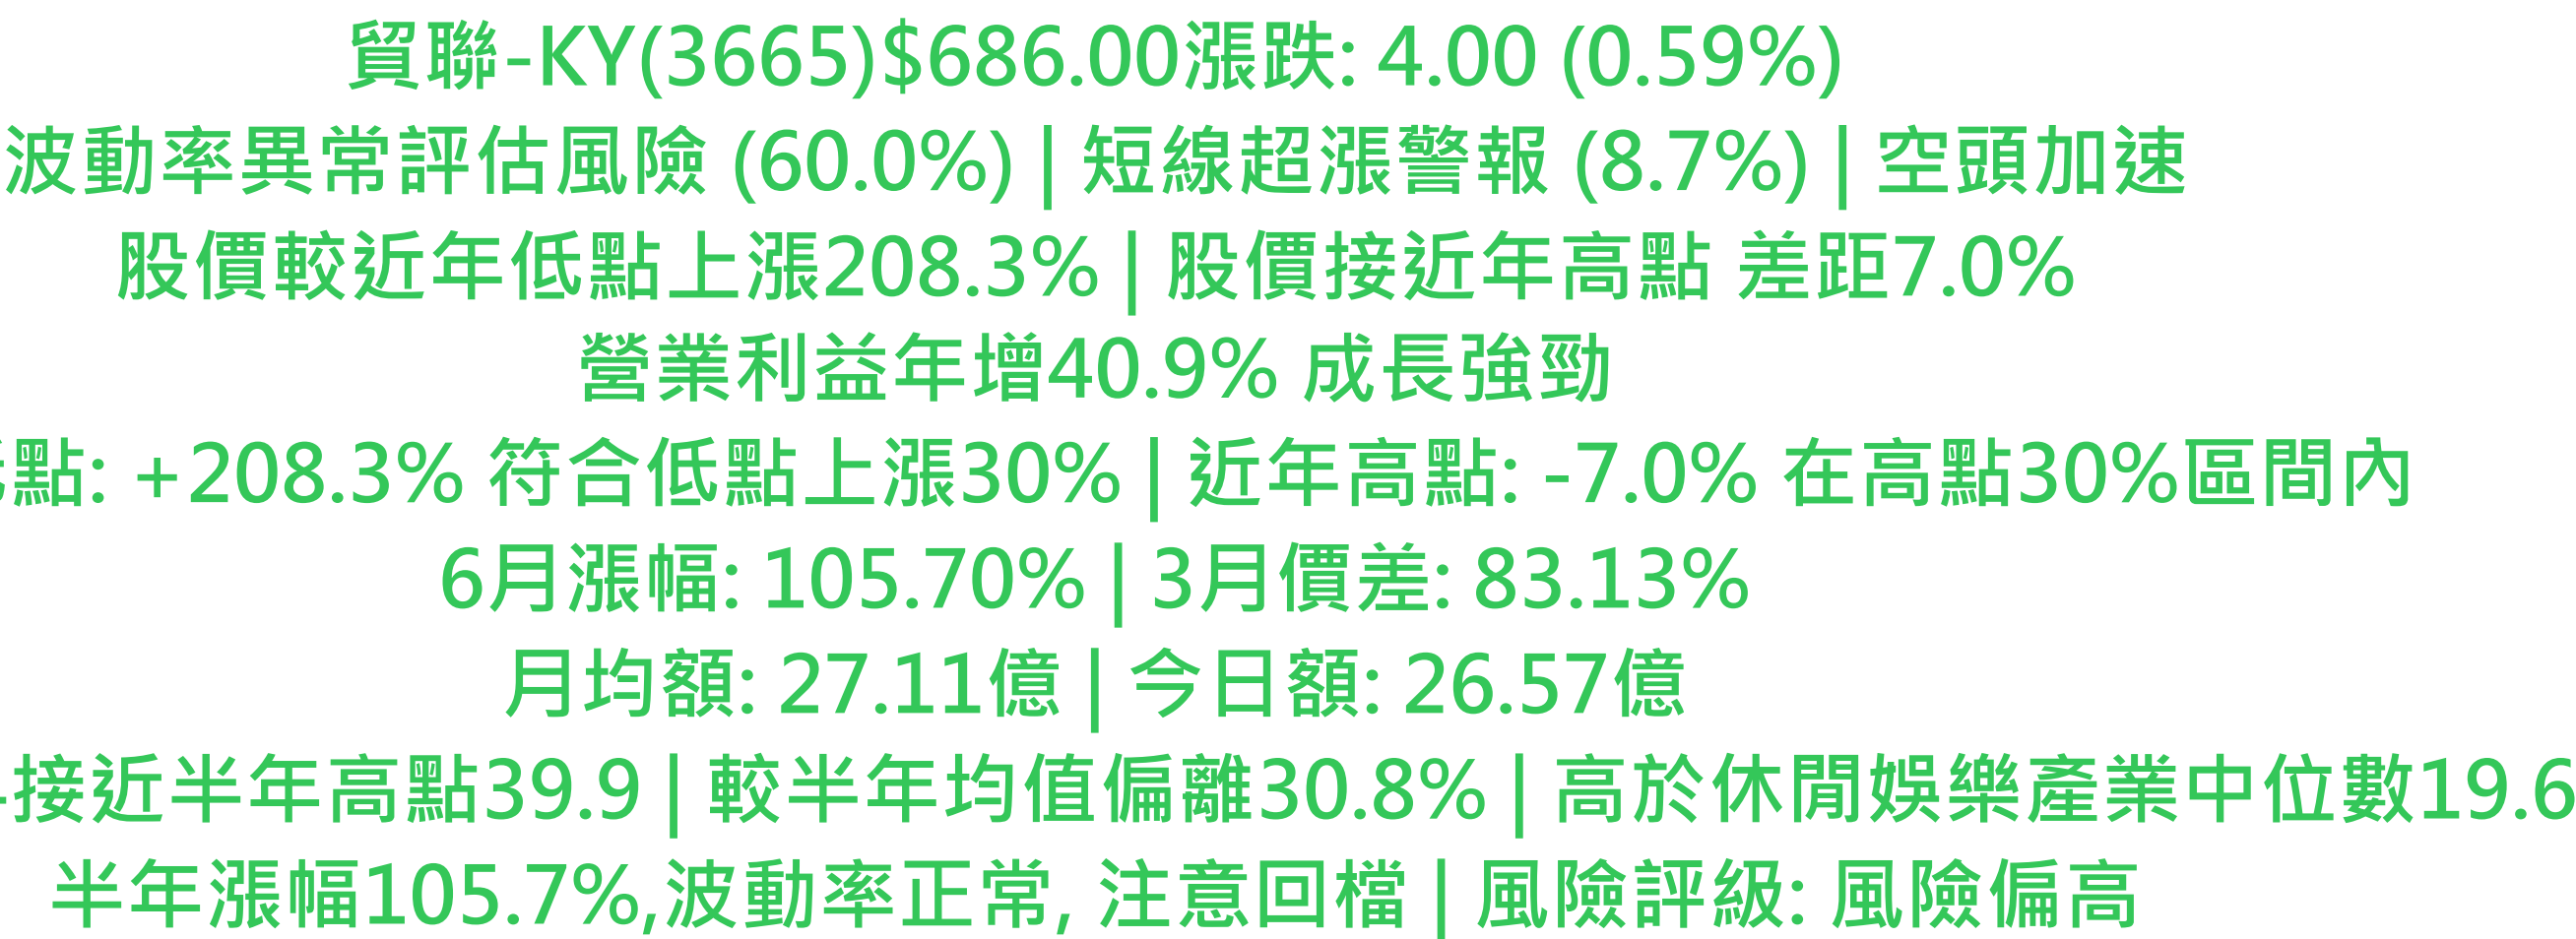 貿聯-KY(3665)$686.00漲跌: 4.00 (0.59%)
波動率異常評估風險 (60.0%) | 短線超漲警報 (8.7%) | 空頭加速
股價較近年低點上漲208.3% | 股價接近年高點 差距7.0%
營業利益年增40.9% 成長強勁
點: +208.3% 符合低點上漲30% | 近年高點: -7.0% 在高點30%區間內
6月漲幅: 105.70% | 3月價差: 83.13%
月均額: 27.11億 | 今日額: 26.57億
接近半年高點39.9 | 較半年均值偏離30.8% | 高於休閒娛樂產業中位數19.6
半年漲幅105.7%,波動率正常, 注意回檔 | 風險評級: 風險偏高